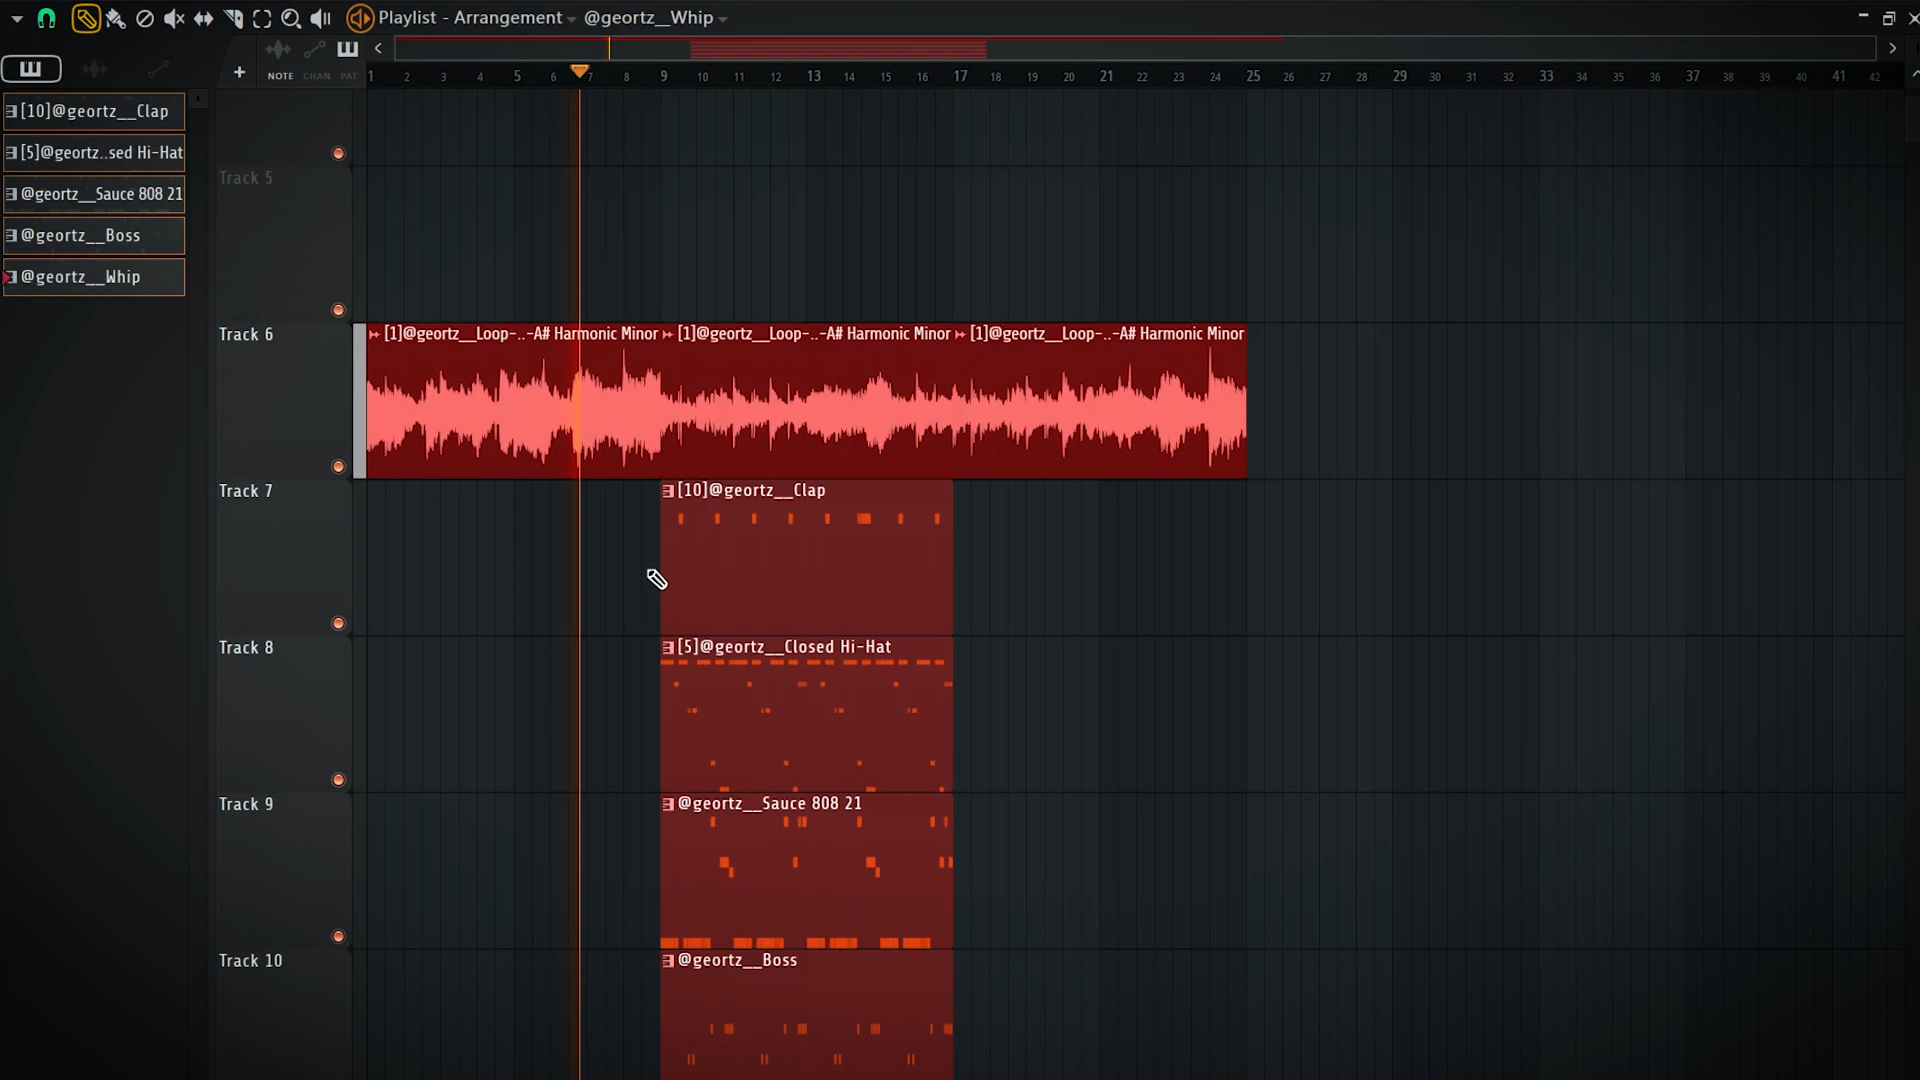 Playlist - Arrangement @geortz__Whip
NOTE CHAN PAT
1 2 3 4 5 6 7 8 9 10 11 12 13 14 15 16 17 18 19 20 21 22 23 24 25 26 27 28 29 30 31 32 33 34 35 36 37 38 39 40 41 42
[10]@geortz__Clap
[5]@geortz..sed Hi-Hat
@geortz__Sauce 808 21
@geortz__Boss
@geortz__Whip
Track 5
Track 6
[1]@geortz__Loop-..-A# Harmonic Minor [1]@geortz__Loop-..-A# Harmonic Minor [1]@geortz__Loop-..-A# Harmonic Minor
Track 7
[10]@geortz__Clap
Track 8
[5]@geortz__Closed Hi-Hat
Track 9
@geortz__Sauce 808 21
Track 10
@geortz__Boss